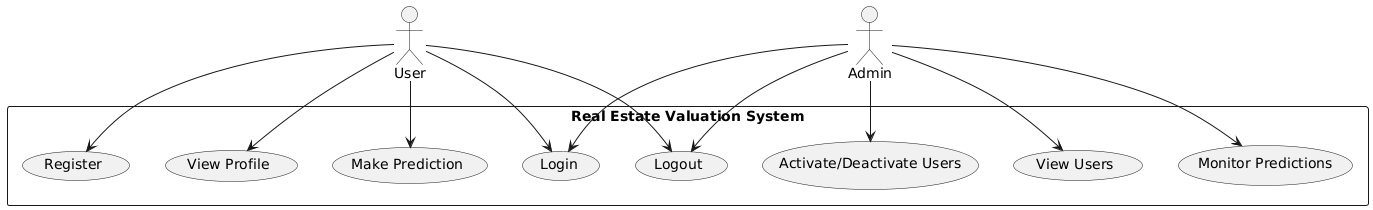 User
Admin
Real Estate Valuation System
Register
View Profile
Make Prediction
Login
Logout
Activate/Deactivate Users
View Users
Monitor Predictions